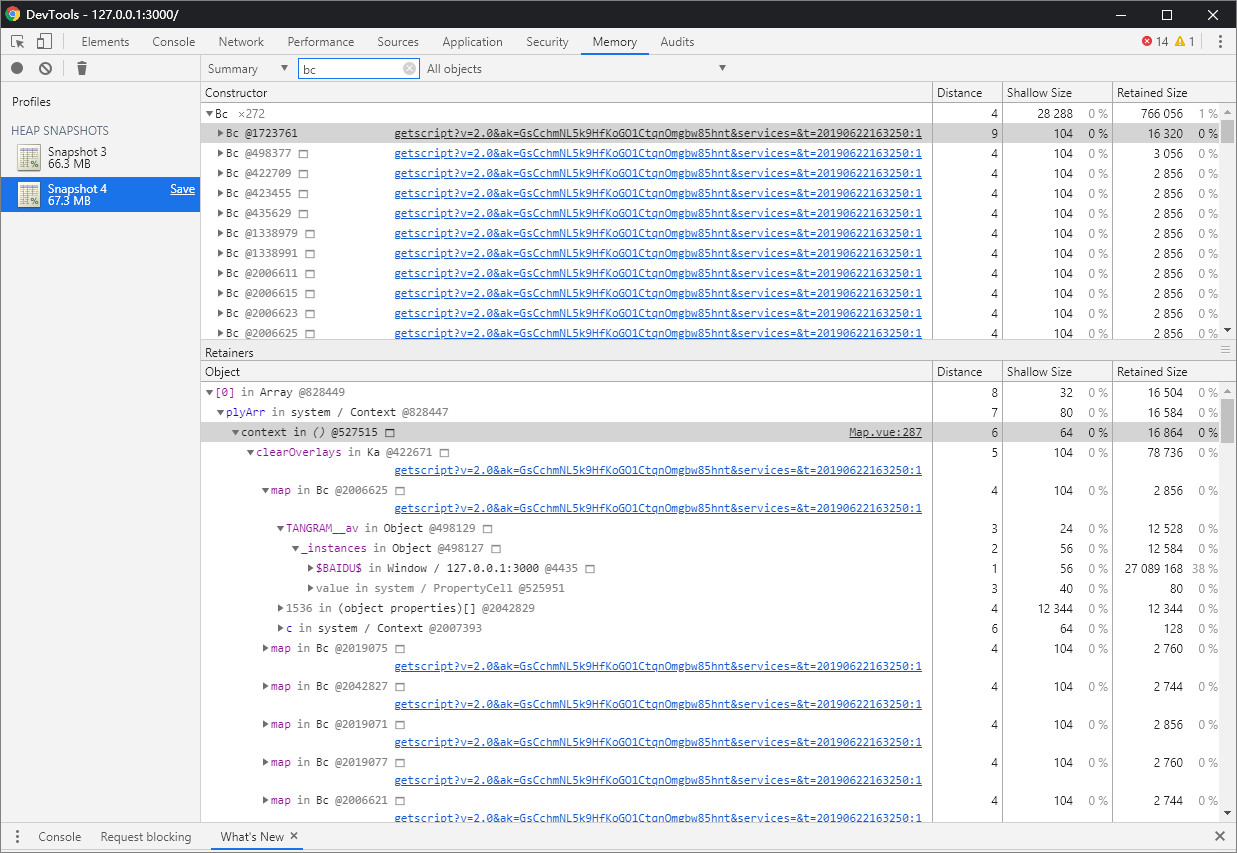 DevTools - 127.0.0.1:3000/
Elements Console Network Performance Sources Application Security Memory Audits 14 1
Summary bc All objects
Profiles
HEAP SNAPSHOTS
Snapshot 3
66.3 MB
Snapshot 4 Save
67.3 MB
Constructor Distance Shallow Size Retained Size
Bc ×272 4 28 288 0 % 766 056 1 %
Bc @1723761 getscript?v=2.0&ak=GsCchmNL5k9HfKoGO1CtqnOmgbw85hnt&services=&t=20190622163250:1 9 104 0 % 16 320 0 %
Bc @498377 getscript?v=2.0&ak=GsCchmNL5k9HfKoGO1CtqnOmgbw85hnt&services=&t=20190622163250:1 4 104 0 % 3 056 0 %
Bc @422709 getscript?v=2.0&ak=GsCchmNL5k9HfKoGO1CtqnOmgbw85hnt&services=&t=20190622163250:1 4 104 0 % 2 856 0 %
Bc @423455 getscript?v=2.0&ak=GsCchmNL5k9HfKoGO1CtqnOmgbw85hnt&services=&t=20190622163250:1 4 104 0 % 2 856 0 %
Bc @435629 getscript?v=2.0&ak=GsCchmNL5k9HfKoGO1CtqnOmgbw85hnt&services=&t=20190622163250:1 4 104 0 % 2 856 0 %
Bc @1338979 getscript?v=2.0&ak=GsCchmNL5k9HfKoGO1CtqnOmgbw85hnt&services=&t=20190622163250:1 4 104 0 % 2 856 0 %
Bc @1338991 getscript?v=2.0&ak=GsCchmNL5k9HfKoGO1CtqnOmgbw85hnt&services=&t=20190622163250:1 4 104 0 % 2 856 0 %
Bc @2006611 getscript?v=2.0&ak=GsCchmNL5k9HfKoGO1CtqnOmgbw85hnt&services=&t=20190622163250:1 4 104 0 % 2 856 0 %
Bc @2006615 getscript?v=2.0&ak=GsCchmNL5k9HfKoGO1CtqnOmgbw85hnt&services=&t=20190622163250:1 4 104 0 % 2 856 0 %
Bc @2006623 getscript?v=2.0&ak=GsCchmNL5k9HfKoGO1CtqnOmgbw85hnt&services=&t=20190622163250:1 4 104 0 % 2 856 0 %
Bc @2006625 getscript?v=2.0&ak=GsCchmNL5k9HfKoGO1CtqnOmgbw85hnt&services=&t=20190622163250:1 4 104 0 % 2 856 0 %
Retainers
Object Distance Shallow Size Retained Size
[0] in Array @828449 8 32 0 % 16 504 0 %
plyArr in system / Context @828447 7 80 0 % 16 584 0 %
context in () @527515 Map.vue:287 6 64 0 % 16 864 0 %
clearOverlays in Ka @422671 5 104 0 % 78 736 0 %
getscript?v=2.0&ak=GsCchmNL5k9HfKoGO1CtqnOmgbw85hnt&services=&t=20190622163250:1
map in Bc @2006625 4 104 0 % 2 856 0 %
getscript?v=2.0&ak=GsCchmNL5k9HfKoGO1CtqnOmgbw85hnt&services=&t=20190622163250:1
TANGRAM__av in Object @498129 3 24 0 % 12 528 0 %
_instances in Object @498127 2 56 0 % 12 584 0 %
$BAIDU$ in Window / 127.0.0.1:3000 @4435 1 56 0 % 27 089 168 38 %
value in system / PropertyCell @525951 3 40 0 % 80 0 %
1536 in (object properties)[] @2042829 4 12 344 0 % 12 344 0 %
c in system / Context @2007393 6 64 0 % 128 0 %
map in Bc @2019075 4 104 0 % 2 760 0 %
getscript?v=2.0&ak=GsCchmNL5k9HfKoGO1CtqnOmgbw85hnt&services=&t=20190622163250:1
map in Bc @2042827 4 104 0 % 2 744 0 %
getscript?v=2.0&ak=GsCchmNL5k9HfKoGO1CtqnOmgbw85hnt&services=&t=20190622163250:1
map in Bc @2019071 4 104 0 % 2 856 0 %
getscript?v=2.0&ak=GsCchmNL5k9HfKoGO1CtqnOmgbw85hnt&services=&t=20190622163250:1
map in Bc @2019077 4 104 0 % 2 760 0 %
getscript?v=2.0&ak=GsCchmNL5k9HfKoGO1CtqnOmgbw85hnt&services=&t=20190622163250:1
map in Bc @2006621 4 104 0 % 2 744 0 %
getscript?v=2.0&ak=GsCchmNL5k9HfKoGO1CtqnOmgbw85hnt&services=&t=20190622163250:1
Console Request blocking What's New